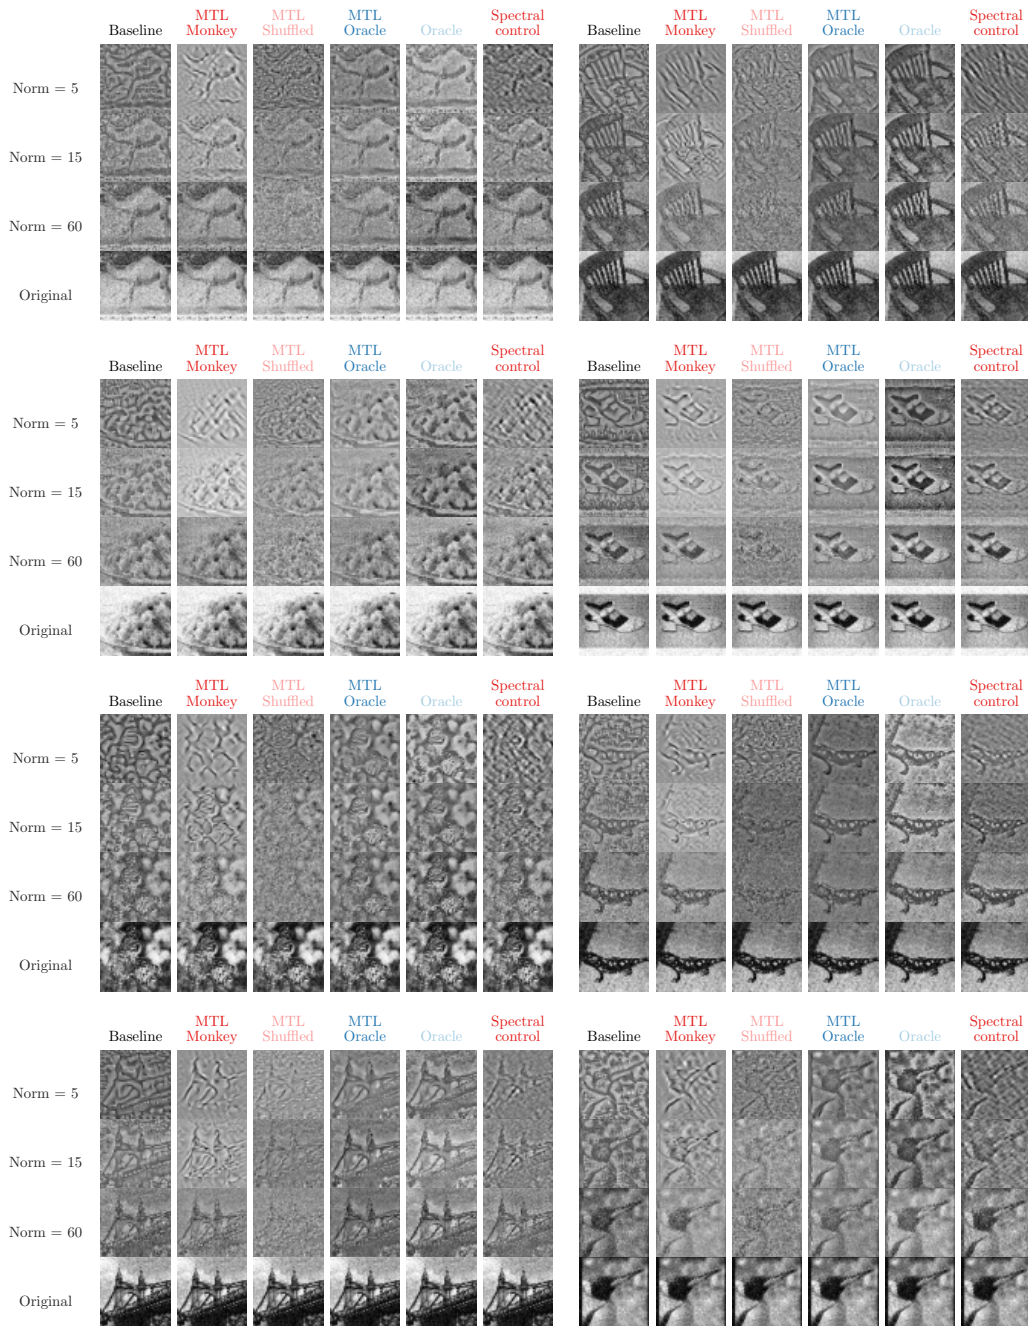 MTL MTL MTL Spectral MTL MTL MTL Spectral
Baseline Monkey Shuffled Oracle Oracle control Baseline Monkey Shuffled Oracle Oracle control
Norm = 5
Norm = 15
Norm = 60
Original
MTL MTL MTL Spectral MTL MTL MTL Spectral
Baseline Monkey Shuffled Oracle Oracle control Baseline Monkey Shuffled Oracle Oracle control
Norm = 5
Norm = 15
Norm = 60
Original
MTL MTL MTL Spectral MTL MTL MTL Spectral
Baseline Monkey Shuffled Oracle Oracle control Baseline Monkey Shuffled Oracle Oracle control
Norm = 5
Norm = 15
Norm = 60
Original
MTL MTL MTL Spectral MTL MTL MTL Spectral
Baseline Monkey Shuffled Oracle Oracle control Baseline Monkey Shuffled Oracle Oracle control
Norm = 5
Norm = 15
Norm = 60
Original